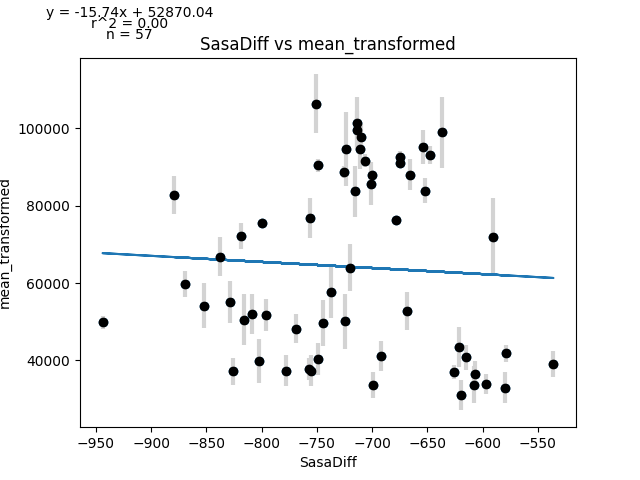 y = -15.74x + 52870.04
r^2 = 0.00
n = 57
SasaDiff vs mean_transformed
100000
80000
60000
40000
mean_transformed
−950
−900
−850
−800
−750
−700
−650
−600
−550
SasaDiff